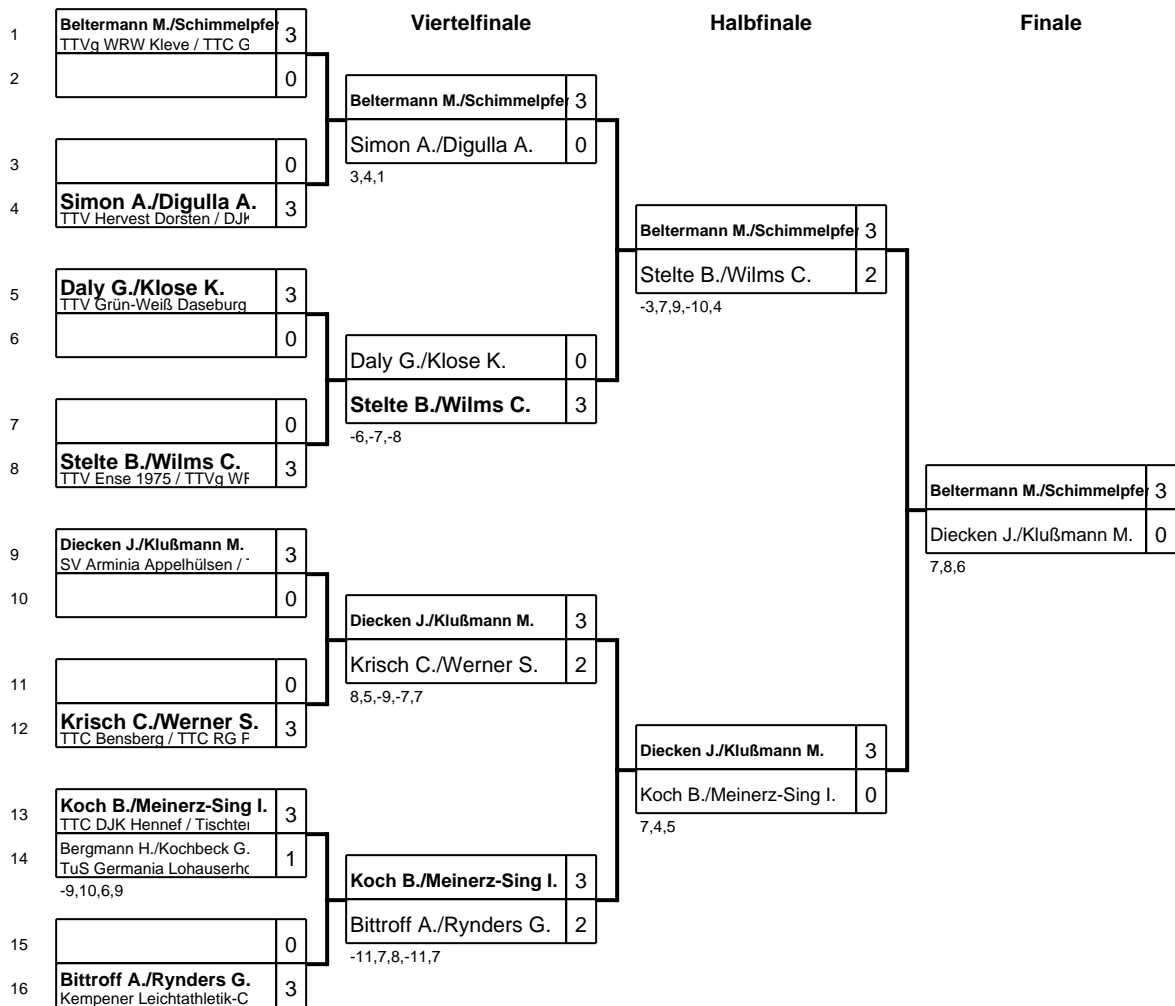 Viertelfinale
Halbfinale
Finale
1
Beltermann M./Schimmelpfe
3
TTVg WRW Kleve / TTC G
2
0
3
0
4
Simon A./Digulla A.
3
TTV Hervest Dorsten / DJK
5
Daly G./Klose K.
3
TTV Grün-Weiß Daseburg
6
0
7
0
8
Stelte B./Wilms C.
3
TTV Ense 1975 / TTVg WR
9
Diecken J./Klußmann M.
3
SV Arminia Appelhülsen /
10
0
11
0
12
Krisch C./Werner S.
3
TTC Bensberg / TTC RG P
13
Koch B./Meinerz-Sing I.
3
TTC DJK Hennef / Tischte
14
Bergmann H./Kochbeck G.
1
TuS Germania Lohauserho
-9,10,6,9
15
0
16
Bittroff A./Rynders G.
3
Kempener Leichtathletik-C
Beltermann M./Schimmelpfe 3
Simon A./Digulla A. 0
3,4,1
Daly G./Klose K. 0
Stelte B./Wilms C. 3
-6,-7,-8
Diecken J./Klußmann M. 3
Krisch C./Werner S. 2
8,5,-9,-7,7
Koch B./Meinerz-Sing I. 3
Bittroff A./Rynders G. 2
-11,7,8,-11,7
Beltermann M./Schimmelpfe 3
Stelte B./Wilms C. 2
-3,7,9,-10,4
Diecken J./Klußmann M. 3
Koch B./Meinerz-Sing I. 0
7,4,5
Beltermann M./Schimmelpfe 3
Diecken J./Klußmann M. 0
7,8,6